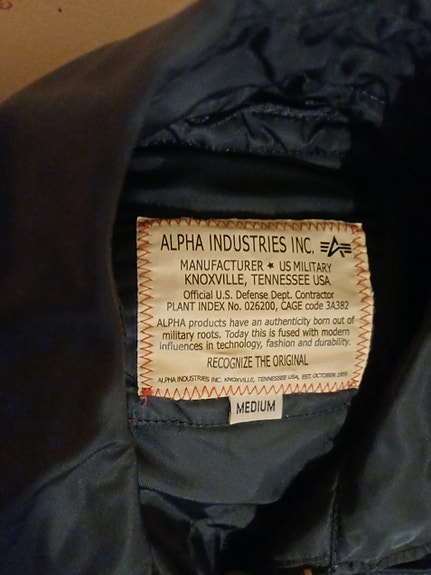 ALPHA INDUSTRIES INC.
MANUFACTURER ★ US MILITARY
KNOXVILLE, TENNESSEE USA
Official U.S. Defense Dept. Contractor
PLANT INDEX No. 026200, CAGE code 3A382
ALPHA products have an authenticity born out of
military roots. Today this is fused with modern
influences in technology, fashion and durability.
RECOGNIZE THE ORIGINAL
ALPHA INDUSTRIES INC. KNOXVILLE, TENNESSEE USA, EST. OCTOBER 1959
MEDIUM